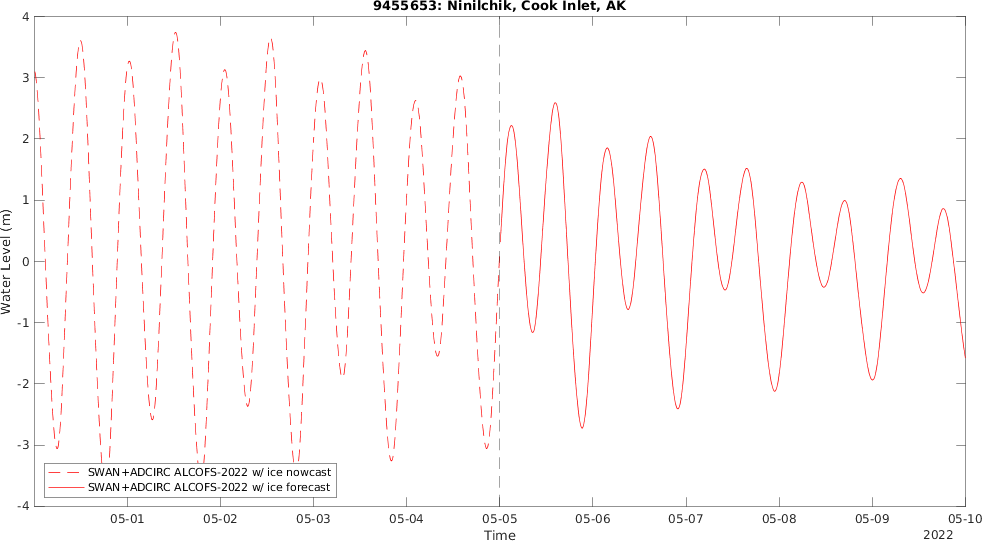 9455653: Ninilchik, Cook Inlet, AK
4
3
2
1
0
-1
-2
-3
-4
Water Level (m)
SWAN+ADCIRC ALCOFS-2022 w/ ice nowcast
SWAN+ADCIRC ALCOFS-2022 w/ ice forecast
05-01 05-02 05-03 05-04 05-05 05-06 05-07 05-08 05-09 05-10
Time
2022